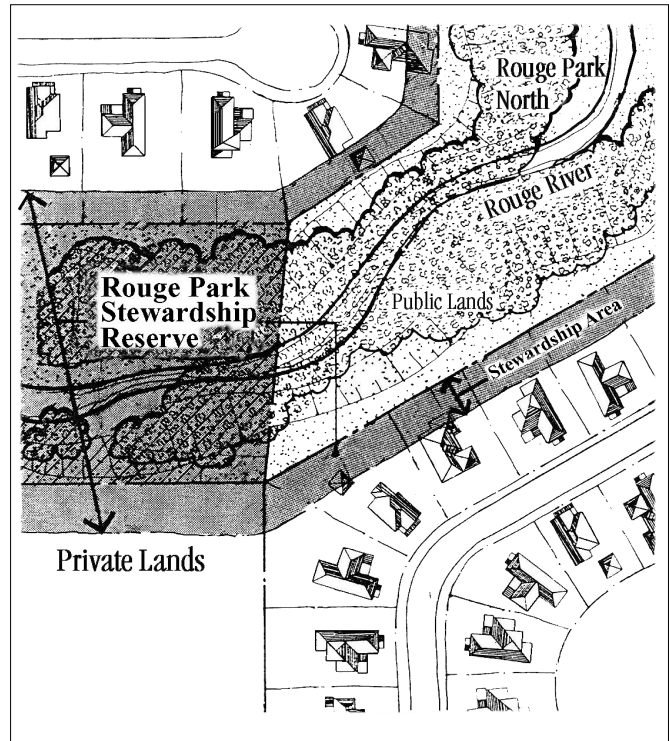 Rouge Park
North
Rouge River
Rouge Park
Stewardship
Reserve
Public Lands
Stewardship Area
Private Lands